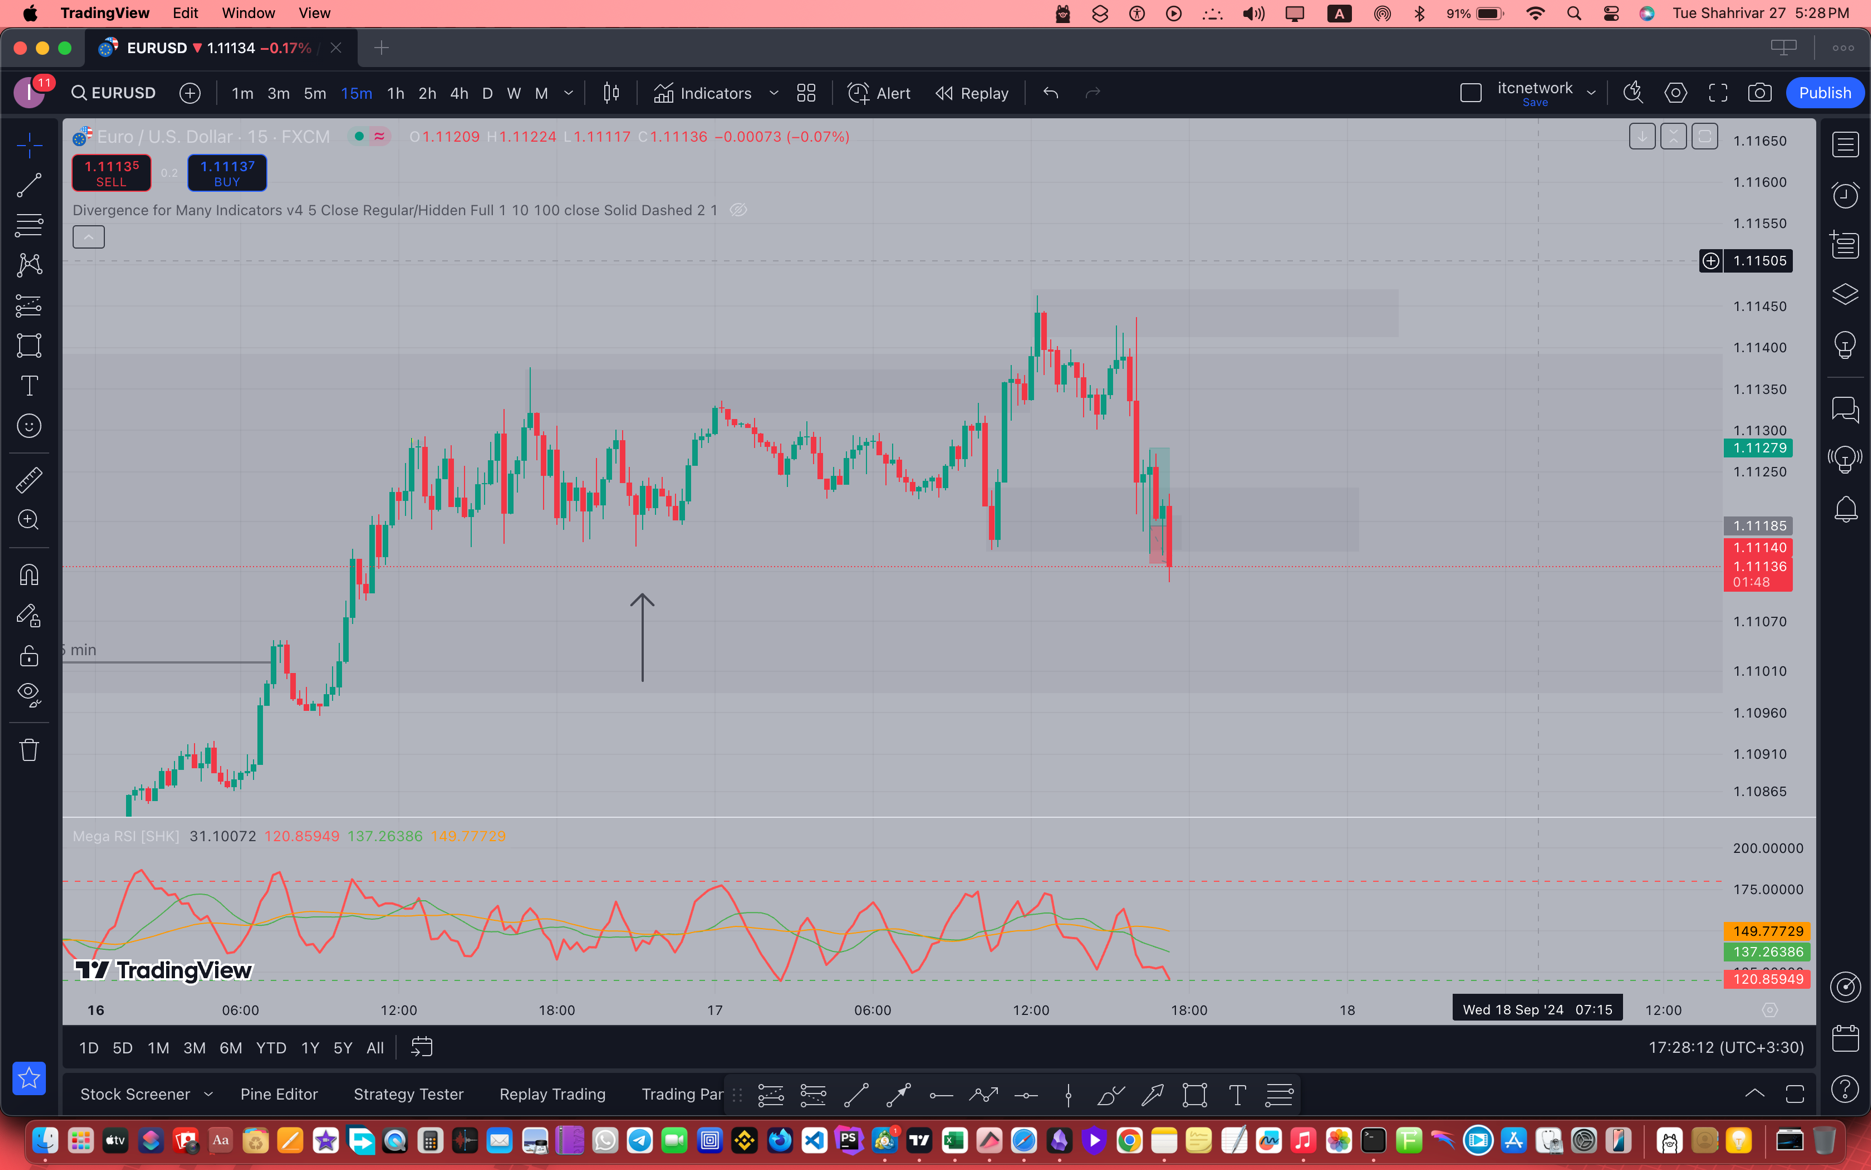 TradingView Edit Window View
A
91%
Tue Shahrivar 27 5:28 PM
EURUSD ▼ 1.11134 −0.17%
I
11
EURUSD
1m 3m 5m 15m 1h 2h 4h D W M
Indicators
Alert
Replay
itcnetwork
Save
Publish
Euro / U.S. Dollar · 15 · FXCM
O1.11209 H1.11224 L1.11117 C1.11136 −0.00073 (−0.07%)
1.11135
SELL
0.2
1.11137
BUY
Divergence for Many Indicators v4 5 Close Regular/Hidden Full 1 10 100 close Solid Dashed 2 1
1.11650
1.11600
1.11550
1.11505
1.11450
1.11400
1.11350
1.11300
1.11279
1.11250
1.11185
1.11140
1.11136
01:48
1.11070
1.11010
1.10960
1.10910
1.10865
5 min
Mega RSI [SHK] 31.10072 120.85949 137.26386 149.77729
200.00000
175.00000
149.77729
137.26386
120.85949
TradingView
16 06:00 12:00 18:00 17 06:00 12:00 18:00 18 Wed 18 Sep '24 07:15 12:00
1D 5D 1M 3M 6M YTD 1Y 5Y All
17:28:12 (UTC+3:30)
Stock Screener
Pine Editor
Strategy Tester
Replay Trading
Trading Par